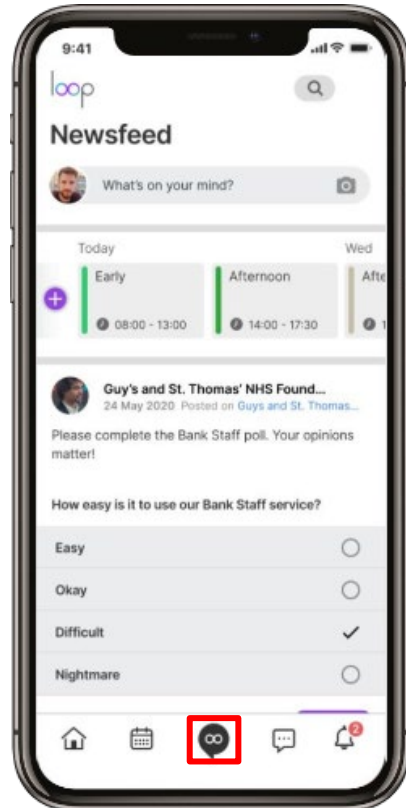 9:41
loop
Newsfeed
What's on your mind?
Today Wed
Early Afternoon Afte
08:00 - 13:00 14:00 - 17:30 1
Guy's and St. Thomas' NHS Found...
24 May 2020 Posted on Guys and St. Thomas...
Please complete the Bank Staff poll. Your opinions
matter!
How easy is it to use our Bank Staff service?
Easy
Okay
Difficult
Nightmare
2